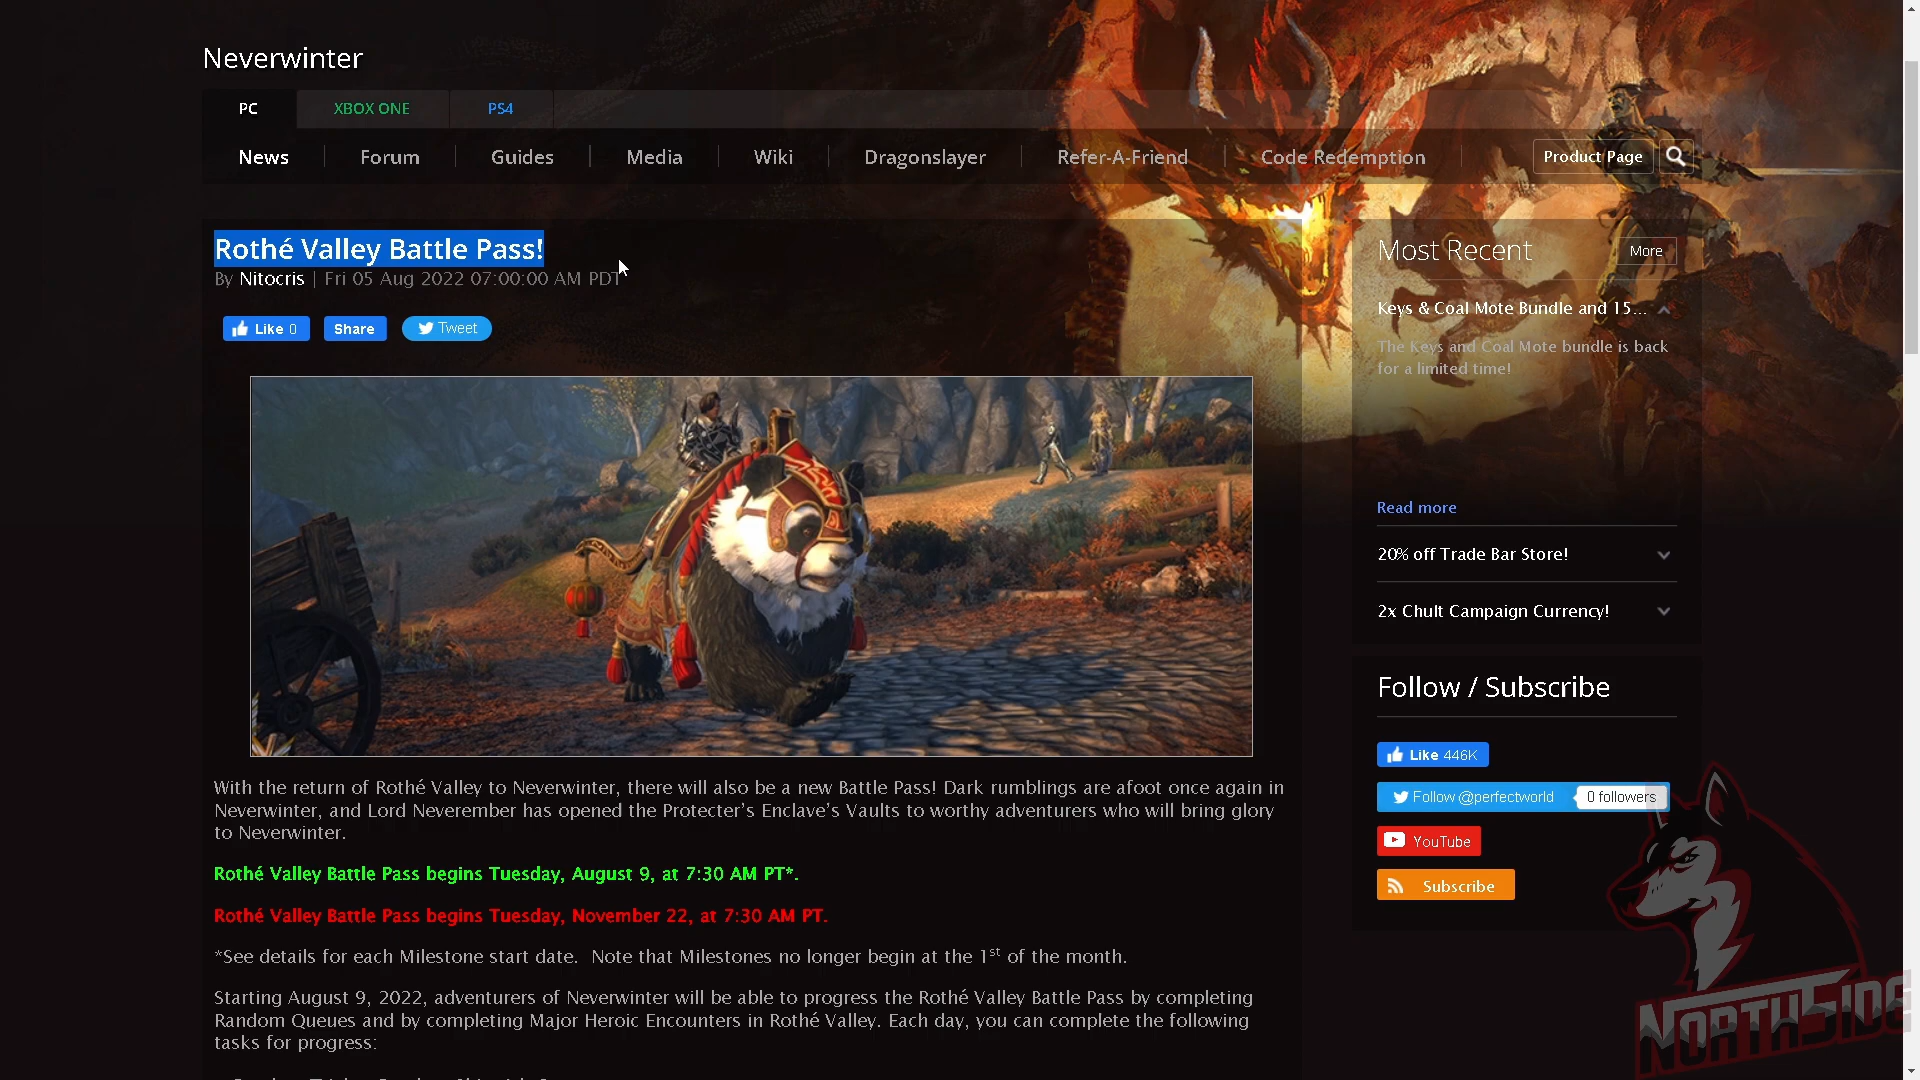 Neverwinter
PC
XBOX ONE
PS4
News
Forum
Guides
Media
Wiki
Dragonslayer
Refer-A-Friend
Code Redemption
Product Page
Rothé Valley Battle Pass!
By Nitocris | Fri 05 Aug 2022 07:00:00 AM PDT
Like 0
Share
Tweet
With the return of Rothé Valley to Neverwinter, there will also be a new Battle Pass! Dark rumblings are afoot once again in
Neverwinter, and Lord Neverember has opened the Protecter's Enclave's Vaults to worthy adventurers who will bring glory
to Neverwinter.
Rothé Valley Battle Pass begins Tuesday, August 9, at 7:30 AM PT*.
Rothé Valley Battle Pass begins Tuesday, November 22, at 7:30 AM PT.
*See details for each Milestone start date.  Note that Milestones no longer begin at the 1st of the month.
Starting August 9, 2022, adventurers of Neverwinter will be able to progress the Rothé Valley Battle Pass by completing
Random Queues and by completing Major Heroic Encounters in Rothé Valley. Each day, you can complete the following
tasks for progress:
Most Recent
More
Keys & Coal Mote Bundle and 15...
The Keys and Coal Mote bundle is back
for a limited time!
Read more
20% off Trade Bar Store!
2x Chult Campaign Currency!
Follow / Subscribe
Like 446K
Follow @perfectworld
0 followers
YouTube
Subscribe
NORTHSIDE